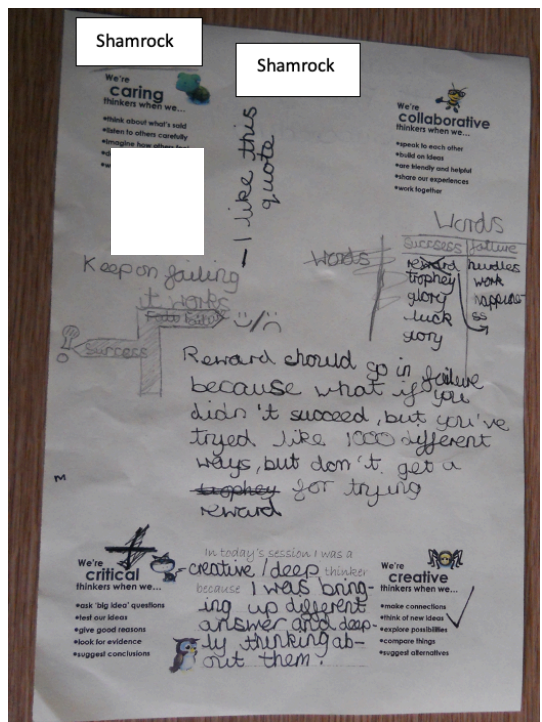 Shamrock
Shamrock
We're
caring
thinkers when we...
•think about what's said
•listen to others carefully
•imagine how others feel
— I like this
quote
We're
collaborative
thinkers when we...
•speak to each other
•build on ideas
•are friendly and helpful
•share our experiences
•work together
Words
Words
Sucsess failure
reward hurdles
trophey work
glory
luck
glory
Keep on failing
it works
Success
Reward should go in failure
because what if you
didn't succeed, but you've
tryed like 1000 different
ways, but don't get a
trophey for trying
reward
We're
critical
thinkers when we...
•ask 'big idea' questions
•test our ideas
•give good reasons
•look for evidence
•suggest conclusions
In today's session I was a
creative/deep thinker
because I was bring-
ing up different
answer and deep-
ly thinking ab-
out them!
We're
creative
thinkers when we...
•make connections
•think of new ideas
•explore possibilities
•compare things
•suggest alternatives